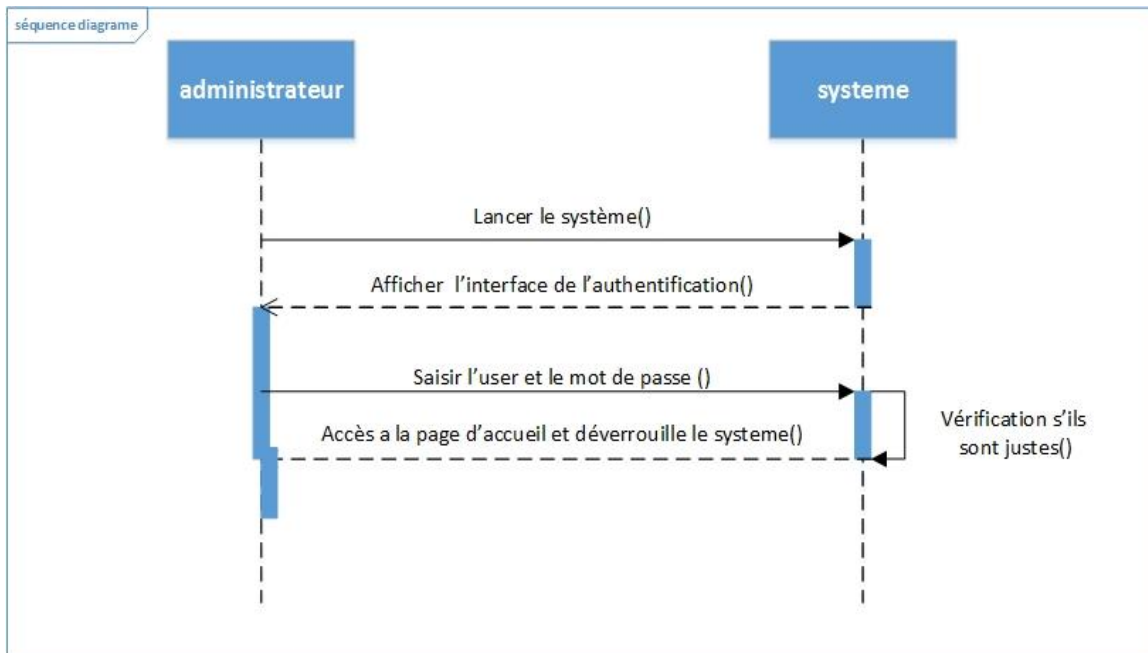 séquence diagrame
administrateur
systeme
Lancer le système()
Afficher l'interface de l'authentification()
Saisir l'user et le mot de passe ()
Accès a la page d'accueil et déverrouille le systeme()
Vérification s'ils
sont justes()